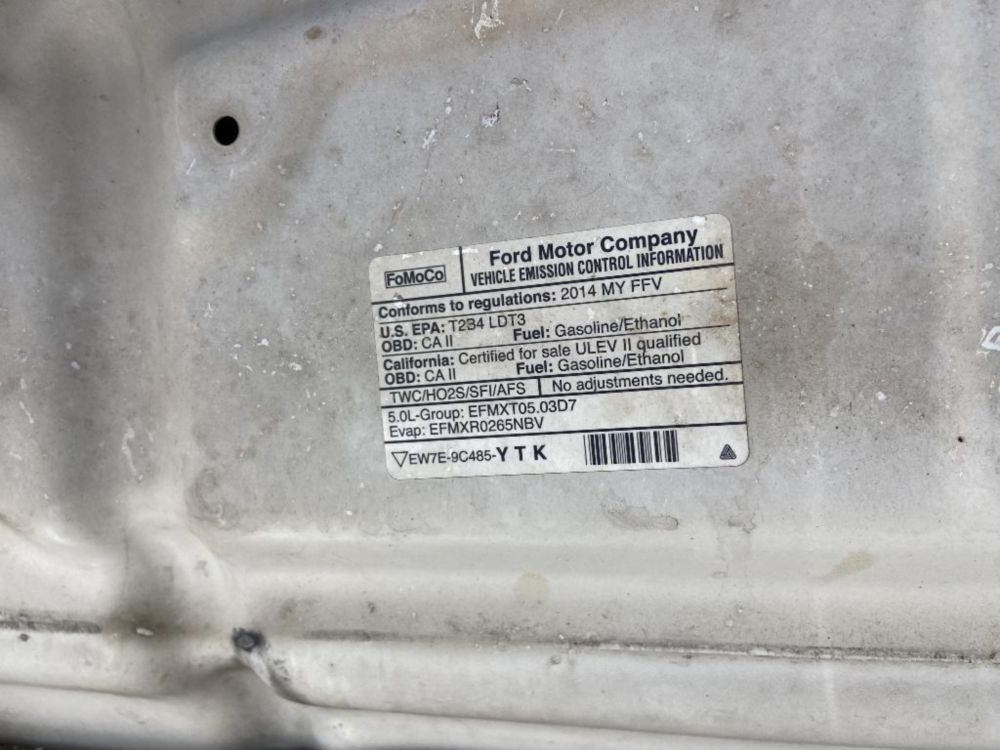 FoMoCo
Ford Motor Company
VEHICLE EMISSION CONTROL INFORMATION
Conforms to regulations: 2014 MY FFV
U.S. EPA: T2B4 LDT3
OBD: CA II Fuel: Gasoline/Ethanol
California: Certified for sale ULEV II qualified
OBD: CA II Fuel: Gasoline/Ethanol
TWC/HO2S/SFI/AFS No adjustments needed.
5.0L-Group: EFMXT05.03D7
Evap: EFMXR0265NBV
EW7E-9C485-Y T K